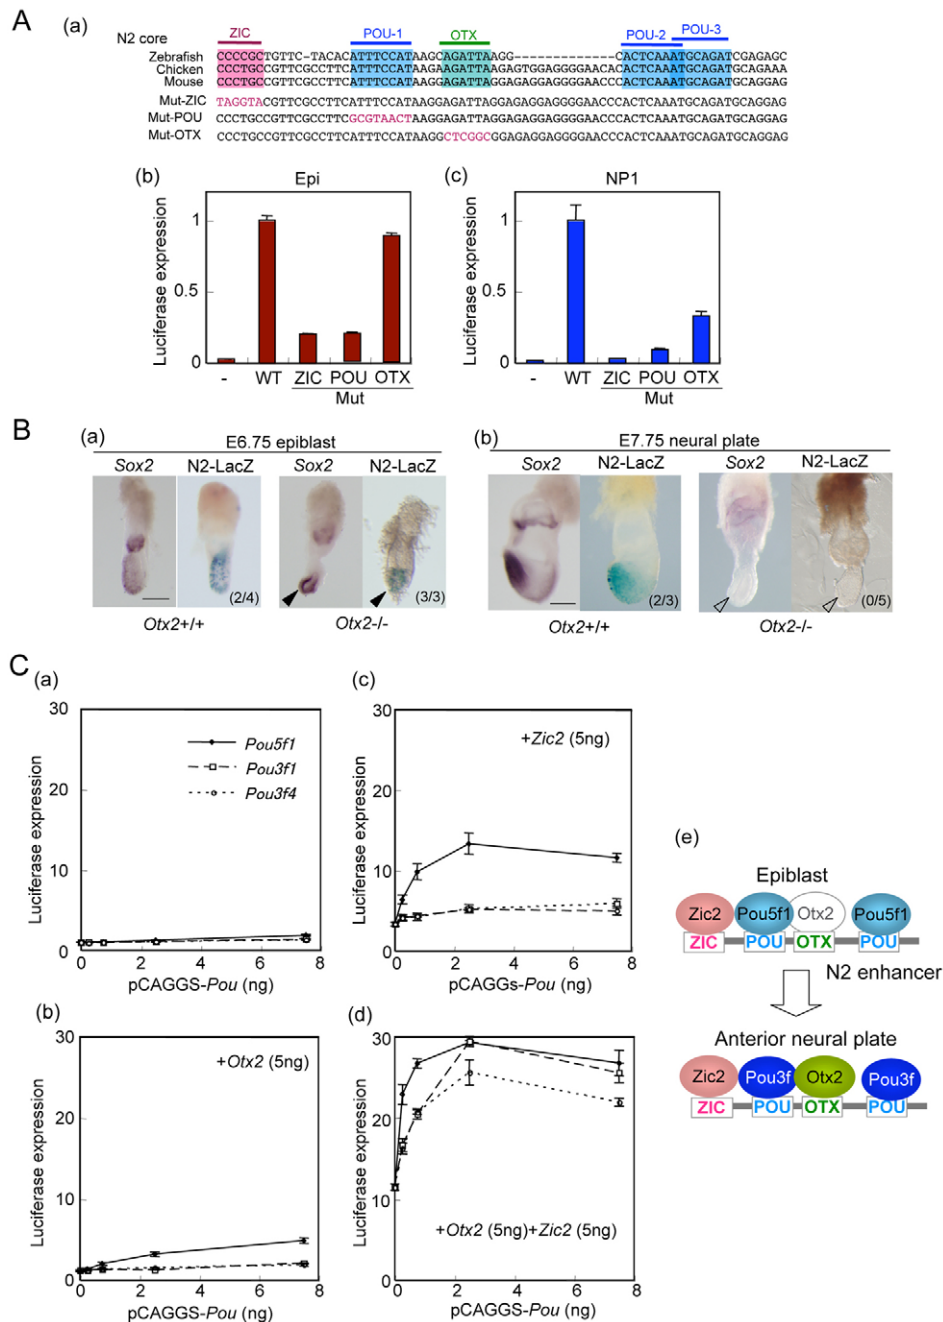 A
(a)
N2 core
ZIC POU-1 OTX POU-2 POU-3
Zebrafish CCCCGCTGTTC-TACACATTTCCATAAGCAGATTAAGG---------------CACTCAAATGCAGATCGAGAGC
Chicken CCCTGCCGTTCGCCTTCATTTCCATAAGAAGATTAGAGTGGAGGGGAACACCACTCAAATGCAGATGCAGAAA
Mouse CCCTGCCGTTCGCCTTCATTTCCATAAGGAGATTAGGAGAGGAGGGGAACCCACTCAAATGCAGATGCAGGAG
Mut-ZIC TAGGTACGTTCGCCTTCATTTCCATAAGGAGATTAGGAGAGGAGGGGAACCCACTCAAATGCAGATGCAGGAG
Mut-POU CCCTGCCGTTCGCCTTCGCGTAACTAAGGAGATTAGGAGAGGAGGGGAACCCACTCAAATGCAGATGCAGGAG
Mut-OTX CCCTGCCGTTCGCCTTCATTTCCATAAGGCTCGGCGGAGAGGAGGGGAACCCACTCAAATGCAGATGCAGGAG
(b) Epi
Luciferase expression
1
0.5
0
- WT ZIC POU OTX
Mut
(c) NP1
Luciferase expression
1
0.5
0
- WT ZIC POU OTX
Mut
B
(a) E6.75 epiblast
Sox2 N2-LacZ Sox2 N2-LacZ
(2/4) (3/3)
Otx2+/+ Otx2-/-
(b) E7.75 neural plate
Sox2 N2-LacZ Sox2 N2-LacZ
(2/3) (0/5)
Otx2+/+ Otx2-/-
C
(a)
Luciferase expression
30
20
10
0
Pou5f1
Pou3f1
Pou3f4
0 2 4 6 8
pCAGGS-Pou (ng)
(c)
Luciferase expression
30
20
10
0
+Zic2 (5ng)
0 2 4 6 8
pCAGGs-Pou (ng)
(b)
Luciferase expression
30
20
10
0
+Otx2 (5ng)
0 2 4 6 8
pCAGGS-Pou (ng)
(d)
Luciferase expression
30
20
10
0
+Otx2 (5ng)+Zic2 (5ng)
0 2 4 6 8
pCAGGS-Pou (ng)
(e)
Epiblast
Zic2 Pou5f1 Otx2 Pou5f1
ZIC POU OTX POU
N2 enhancer
Anterior neural plate
Zic2 Pou3f Otx2 Pou3f
ZIC POU OTX POU